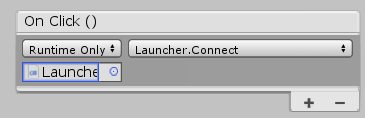 On Click ()
Runtime Only Launcher.Connect
Launche
+ −